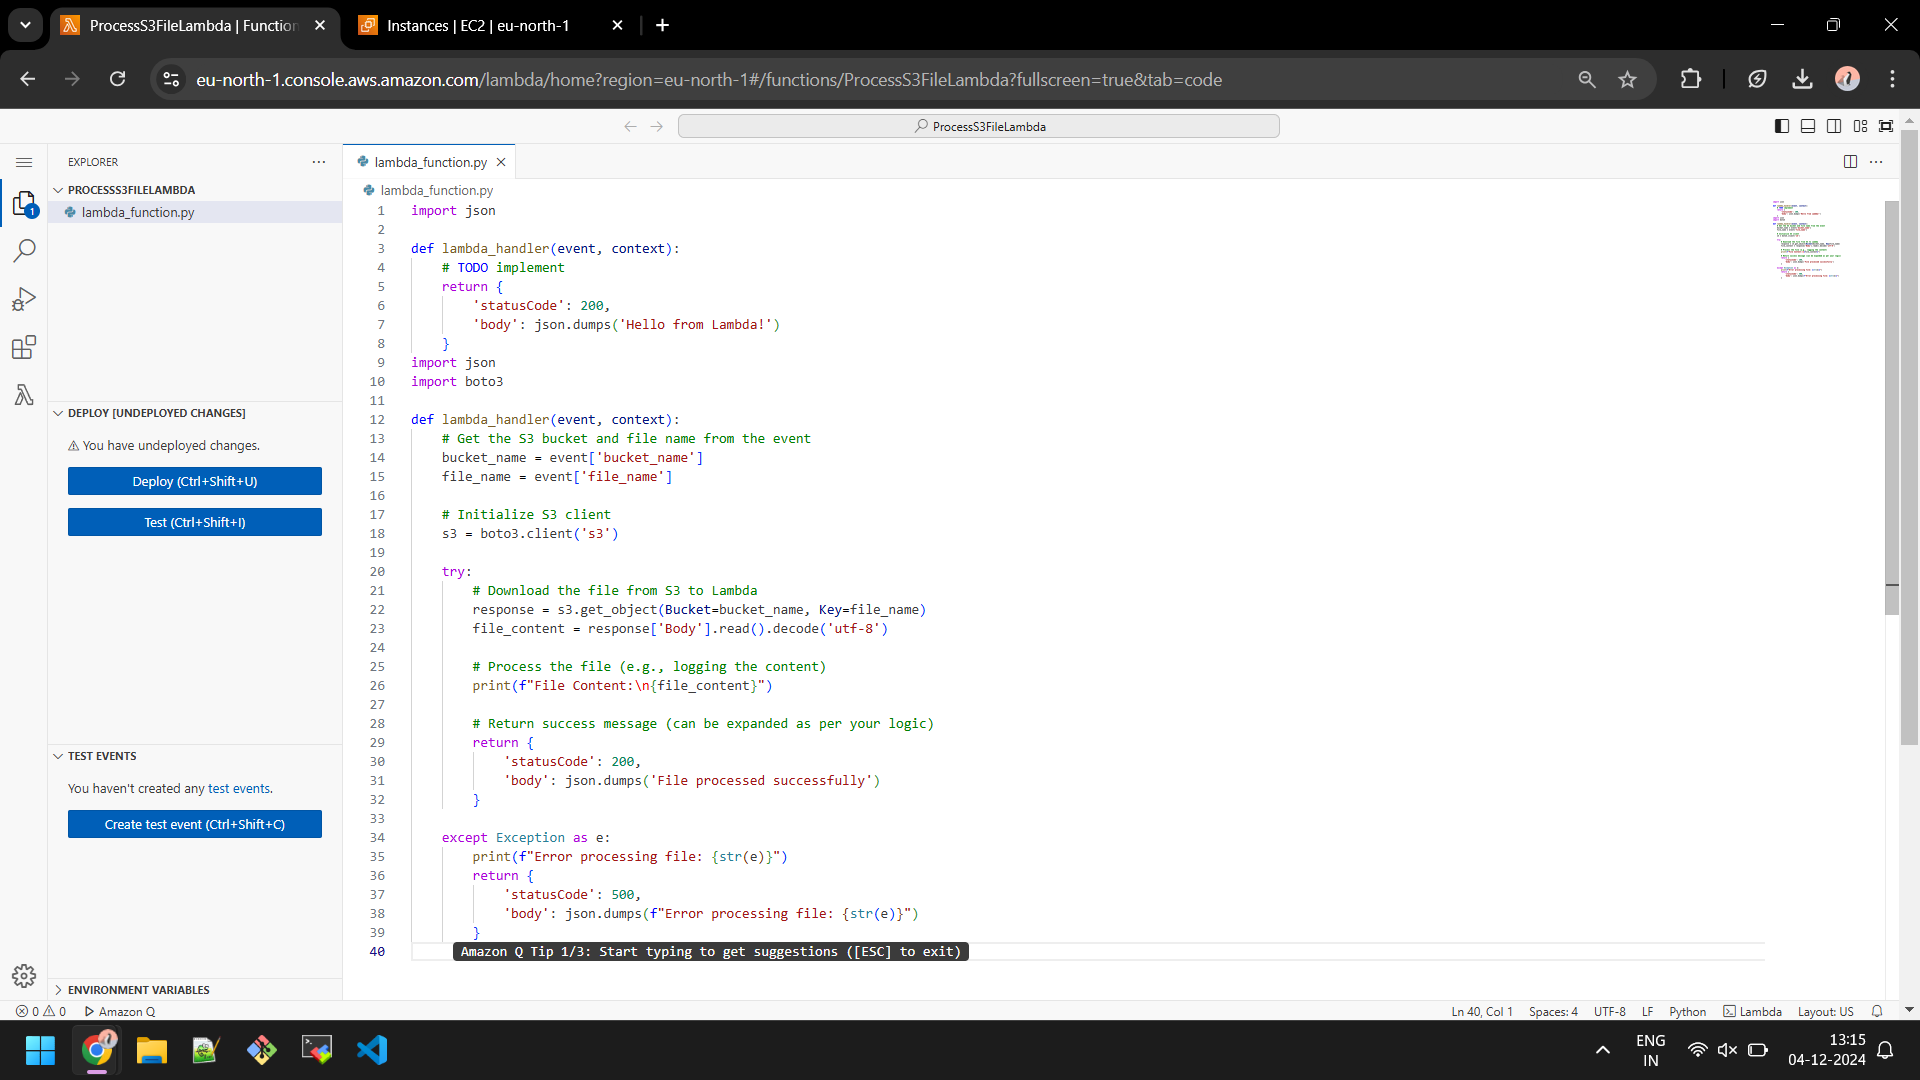 ProcessS3FileLambda | Function
Instances | EC2 | eu-north-1
eu-north-1.console.aws.amazon.com/lambda/home?region=eu-north-1#/functions/ProcessS3FileLambda?fullscreen=true&tab=code
ProcessS3FileLambda
EXPLORER
PROCESSS3FILELAMBDA
lambda_function.py
1
DEPLOY [UNDEPLOYED CHANGES]
You have undeployed changes.
Deploy (Ctrl+Shift+U)
Test (Ctrl+Shift+I)
TEST EVENTS
You haven't created any test events.
Create test event (Ctrl+Shift+C)
ENVIRONMENT VARIABLES
lambda_function.py
lambda_function.py
1 import json
2
3 def lambda_handler(event, context):
4 # TODO implement
5 return {
6 'statusCode': 200,
7 'body': json.dumps('Hello from Lambda!')
8 }
9 import json
10 import boto3
11
12 def lambda_handler(event, context):
13 # Get the S3 bucket and file name from the event
14 bucket_name = event['bucket_name']
15 file_name = event['file_name']
16
17 # Initialize S3 client
18 s3 = boto3.client('s3')
19
20 try:
21 # Download the file from S3 to Lambda
22 response = s3.get_object(Bucket=bucket_name, Key=file_name)
23 file_content = response['Body'].read().decode('utf-8')
24
25 # Process the file (e.g., logging the content)
26 print(f"File Content:\n{file_content}")
27
28 # Return success message (can be expanded as per your logic)
29 return {
30 'statusCode': 200,
31 'body': json.dumps('File processed successfully')
32 }
33
34 except Exception as e:
35 print(f"Error processing file: {str(e)}")
36 return {
37 'statusCode': 500,
38 'body': json.dumps(f"Error processing file: {str(e)}")
39 }
40 Amazon Q Tip 1/3: Start typing to get suggestions ([ESC] to exit)
0 0 Amazon Q
Ln 40, Col 1 Spaces: 4 UTF-8 LF Python Lambda Layout: US
ENG
IN
13:15
04-12-2024